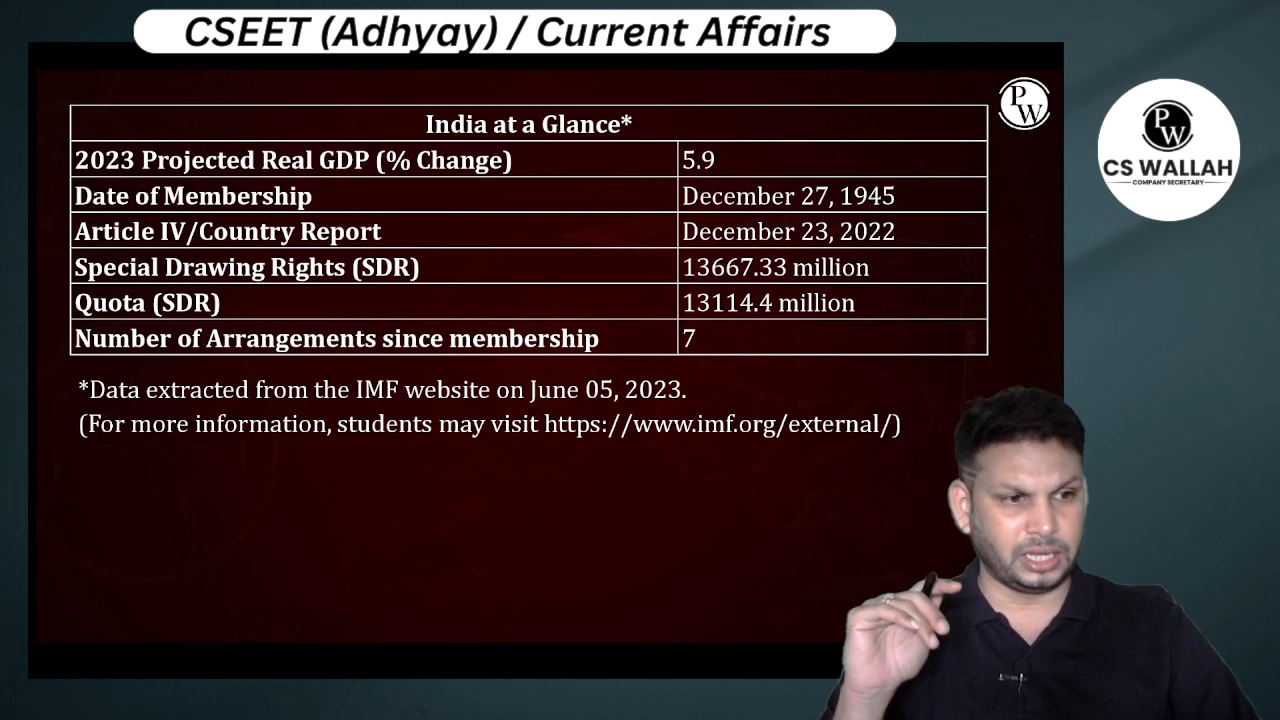 CSEET (Adhyay) / Current Affairs
PW
PW
CS WALLAH
COMPANY SECRETARY
India at a Glance*
2023 Projected Real GDP (% Change) 5.9
Date of Membership December 27, 1945
Article IV/Country Report December 23, 2022
Special Drawing Rights (SDR) 13667.33 million
Quota (SDR) 13114.4 million
Number of Arrangements since membership 7
*Data extracted from the IMF website on June 05, 2023.
(For more information, students may visit https://www.imf.org/external/)